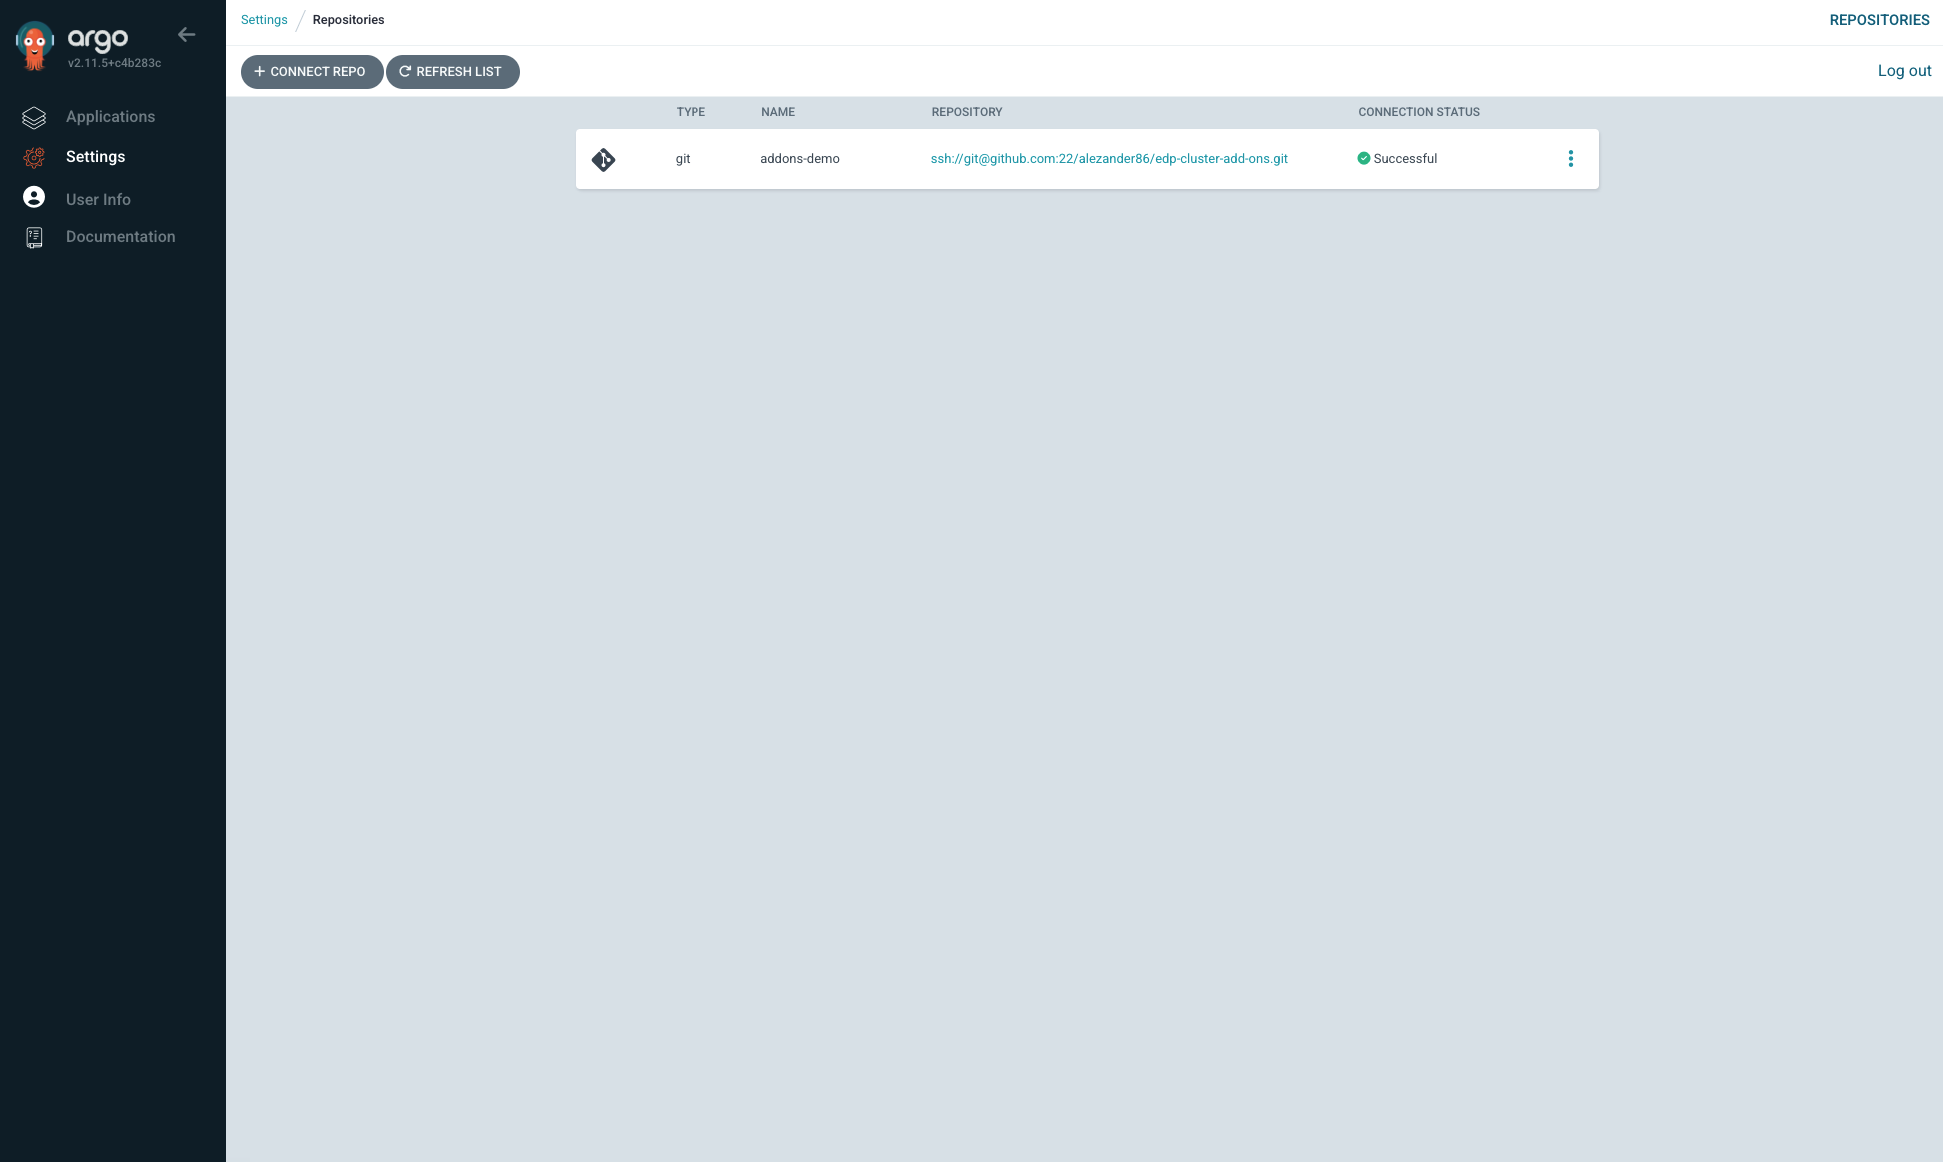 argo
v2.11.5+c4b283c
Applications
Settings
User Info
Documentation
Settings / Repositories
REPOSITORIES
+ CONNECT REPO
REFRESH LIST
Log out
TYPE NAME REPOSITORY CONNECTION STATUS
git addons-demo ssh://git@github.com:22/alezander86/edp-cluster-add-ons.git Successful